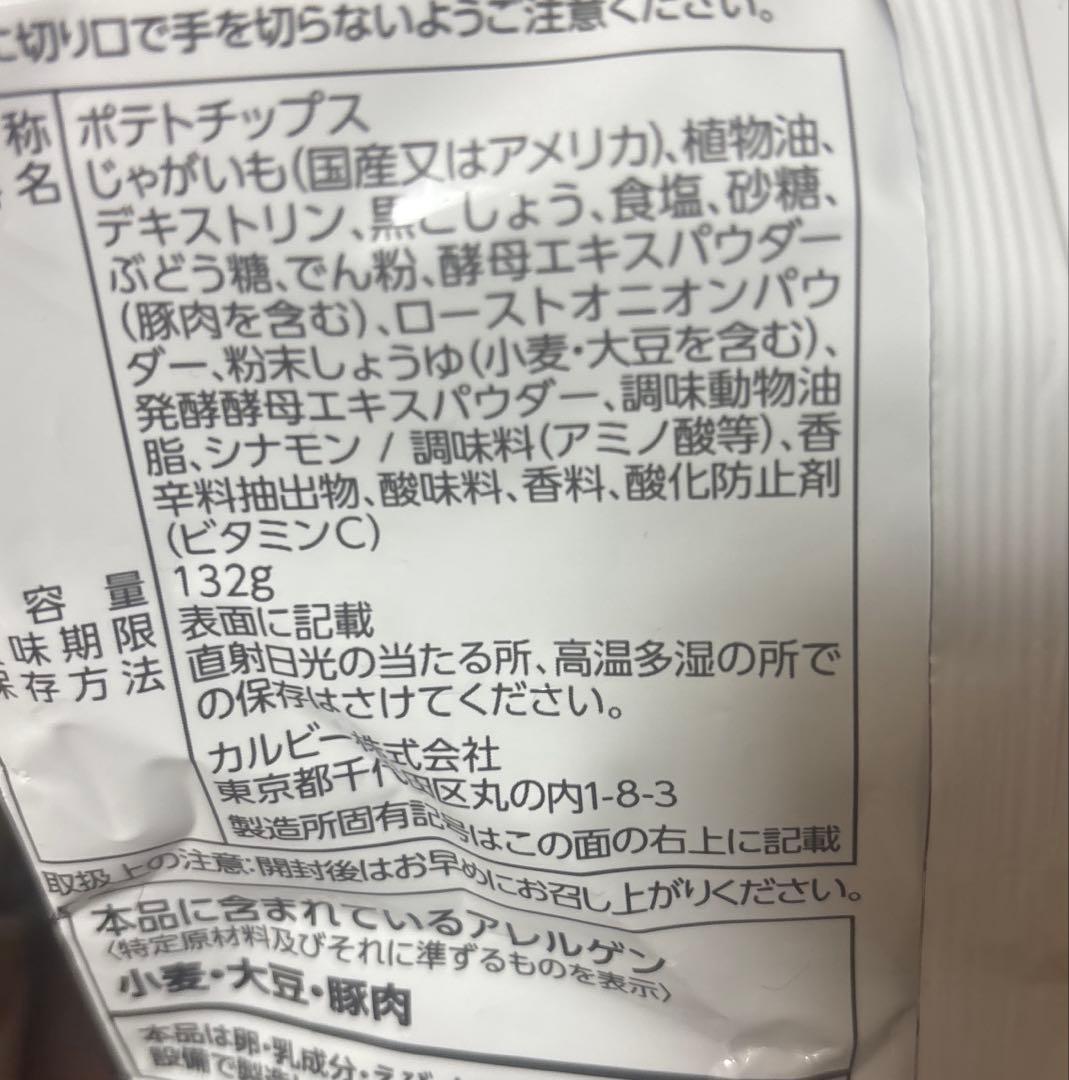 切り口で手を切らないようご注意ください。
称 ポテトチップス
名 じゃがいも(国産又はアメリカ)、植物油、
デキストリン、黒こしょう、食塩、砂糖、
ぶどう糖、でん粉、酵母エキスパウダー
(豚肉を含む)、ローストオニオンパウ
ダー、粉末しょうゆ(小麦・大豆を含む)、
発酵酵母エキスパウダー、調味動物油
脂、シナモン / 調味料(アミノ酸等)、香
辛料抽出物、酸味料、香料、酸化防止剤
(ビタミンC)
容量 132g
味期限 表面に記載
保存方法 直射日光の当たる所、高温多湿の所で
の保存はさけてください。
カルビー株式会社
東京都千代田区丸の内1-8-3
製造所固有記号はこの面の右上に記載
取扱上の注意:開封後はお早めにお召し上がりください。
本品に含まれているアレルゲン
〈特定原材料及びそれに準ずるものを表示〉
小麦・大豆・豚肉
本品は卵・乳成分・えび・
設備で製造